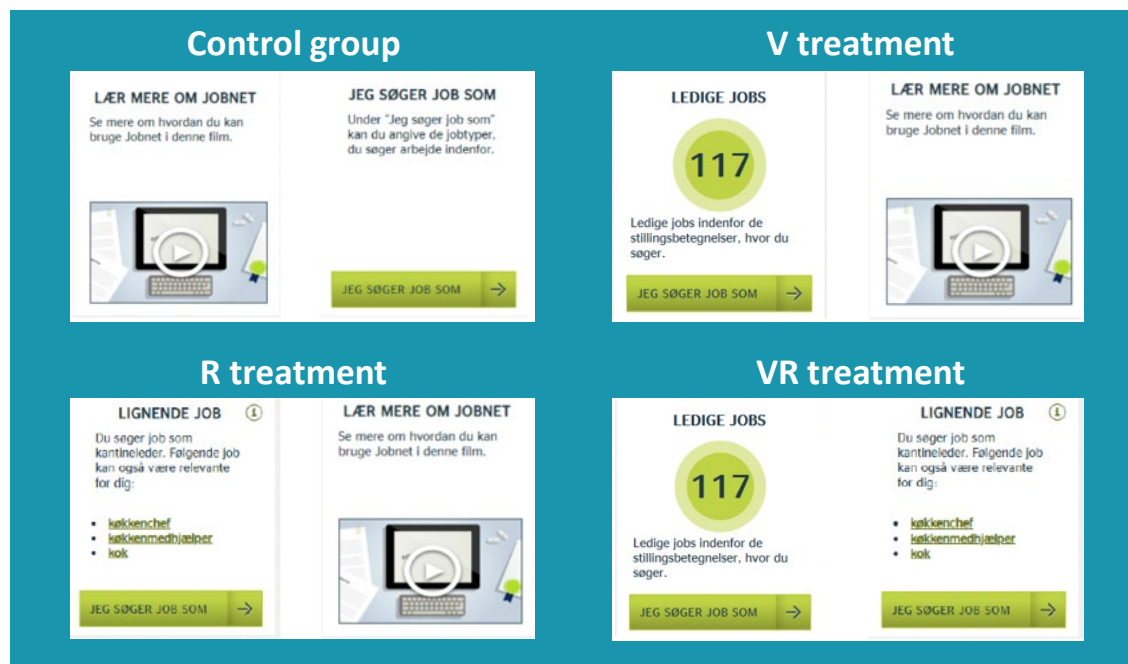 Control group
LÆR MERE OM JOBNET
Se mere om hvordan du kan
bruge Jobnet i denne film.
JEG SØGER JOB SOM
Under "Jeg søger job som"
kan du angive de jobtyper,
du søger arbejde indenfor.
JEG SØGER JOB SOM
V treatment
LEDIGE JOBS
117
Ledige jobs indenfor de
stillingsbetegnelser, hvor du
søger.
JEG SØGER JOB SOM
LÆR MERE OM JOBNET
Se mere om hvordan du kan
bruge Jobnet i denne film.
R treatment
LIGNENDE JOB
Du søger job som
kantineleder. Følgende job
kan også være relevante
for dig:
• køkkenchef
• køkkenmedhjælper
• kok
JEG SØGER JOB SOM
LÆR MERE OM JOBNET
Se mere om hvordan du kan
bruge Jobnet i denne film.
VR treatment
LEDIGE JOBS
117
Ledige jobs indenfor de
stillingsbetegnelser, hvor du
søger.
JEG SØGER JOB SOM
LIGNENDE JOB
Du søger job som
kantineleder. Følgende job
kan også være relevante
for dig:
• køkkenchef
• køkkenmedhjælper
• kok
JEG SØGER JOB SOM